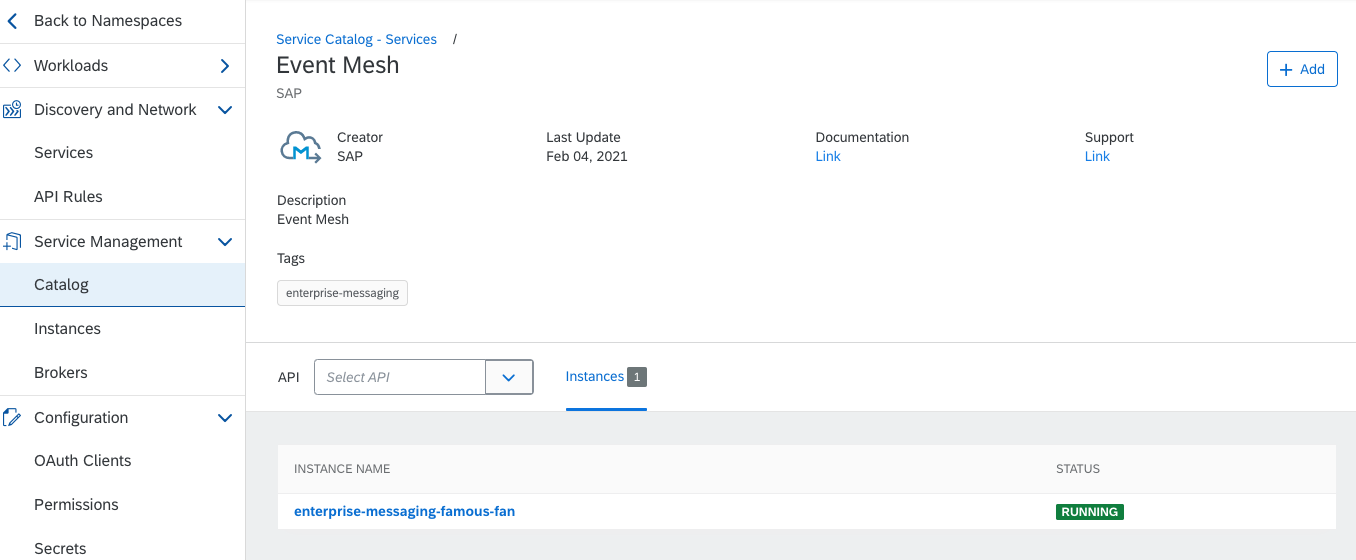 Back to Namespaces
Workloads
Discovery and Network
Services
API Rules
Service Management
Catalog
Instances
Brokers
Configuration
OAuth Clients
Permissions
Secrets
Service Catalog - Services /
Event Mesh
SAP
Add
Creator
SAP
Last Update
Feb 04, 2021
Documentation
Link
Support
Link
Description
Event Mesh
Tags
enterprise-messaging
API Select API Instances 1
INSTANCE NAME STATUS
enterprise-messaging-famous-fan RUNNING